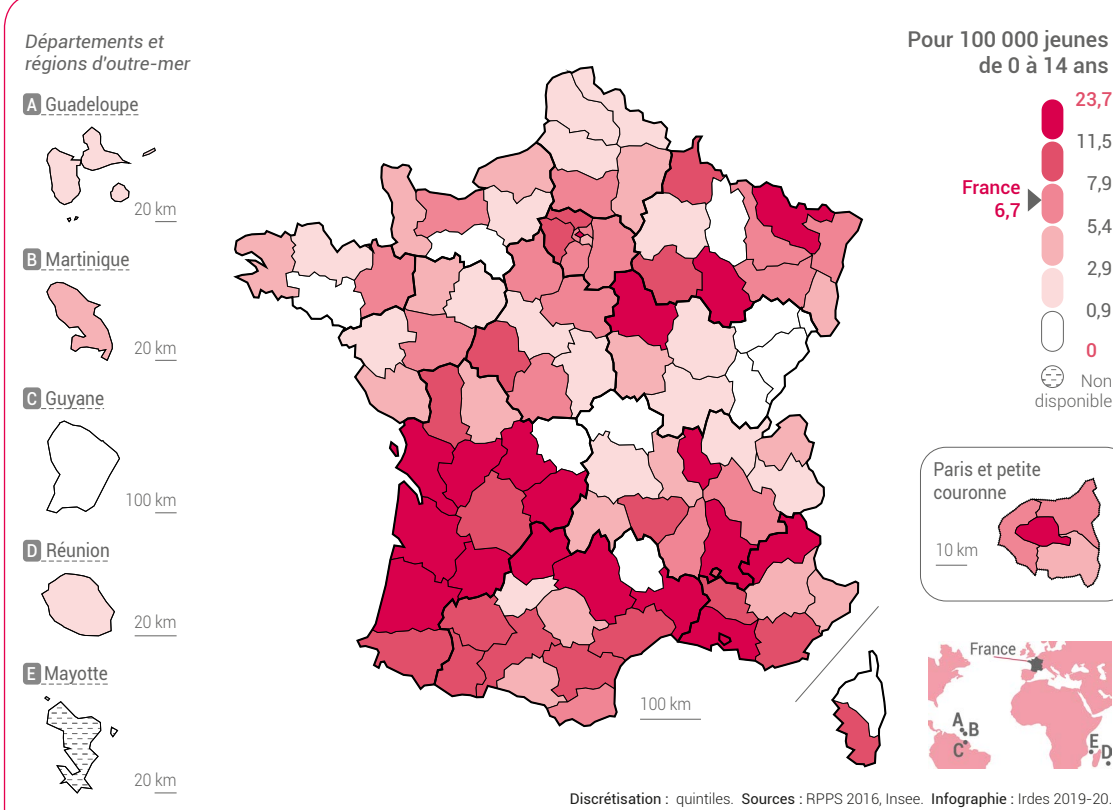 Départements et
régions d'outre-mer
A Guadeloupe
20 km
B Martinique
20 km
C Guyane
100 km
D Réunion
20 km
E Mayotte
20 km
100 km
Pour 100 000 jeunes
de 0 à 14 ans
23,7
11,5
7,9
France
6,7
5,4
2,9
0,9
0
Non
disponible
Paris et petite
couronne
10 km
France
A
B
C
E
D
Discrétisation : quintiles. Sources : RPPS 2016, Insee. Infographie : Irdes 2019-20.